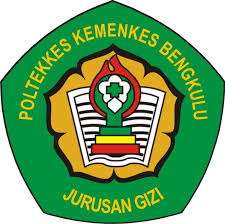 POLTEKKES KEMENKES BENGKULU
JURUSAN GIZI